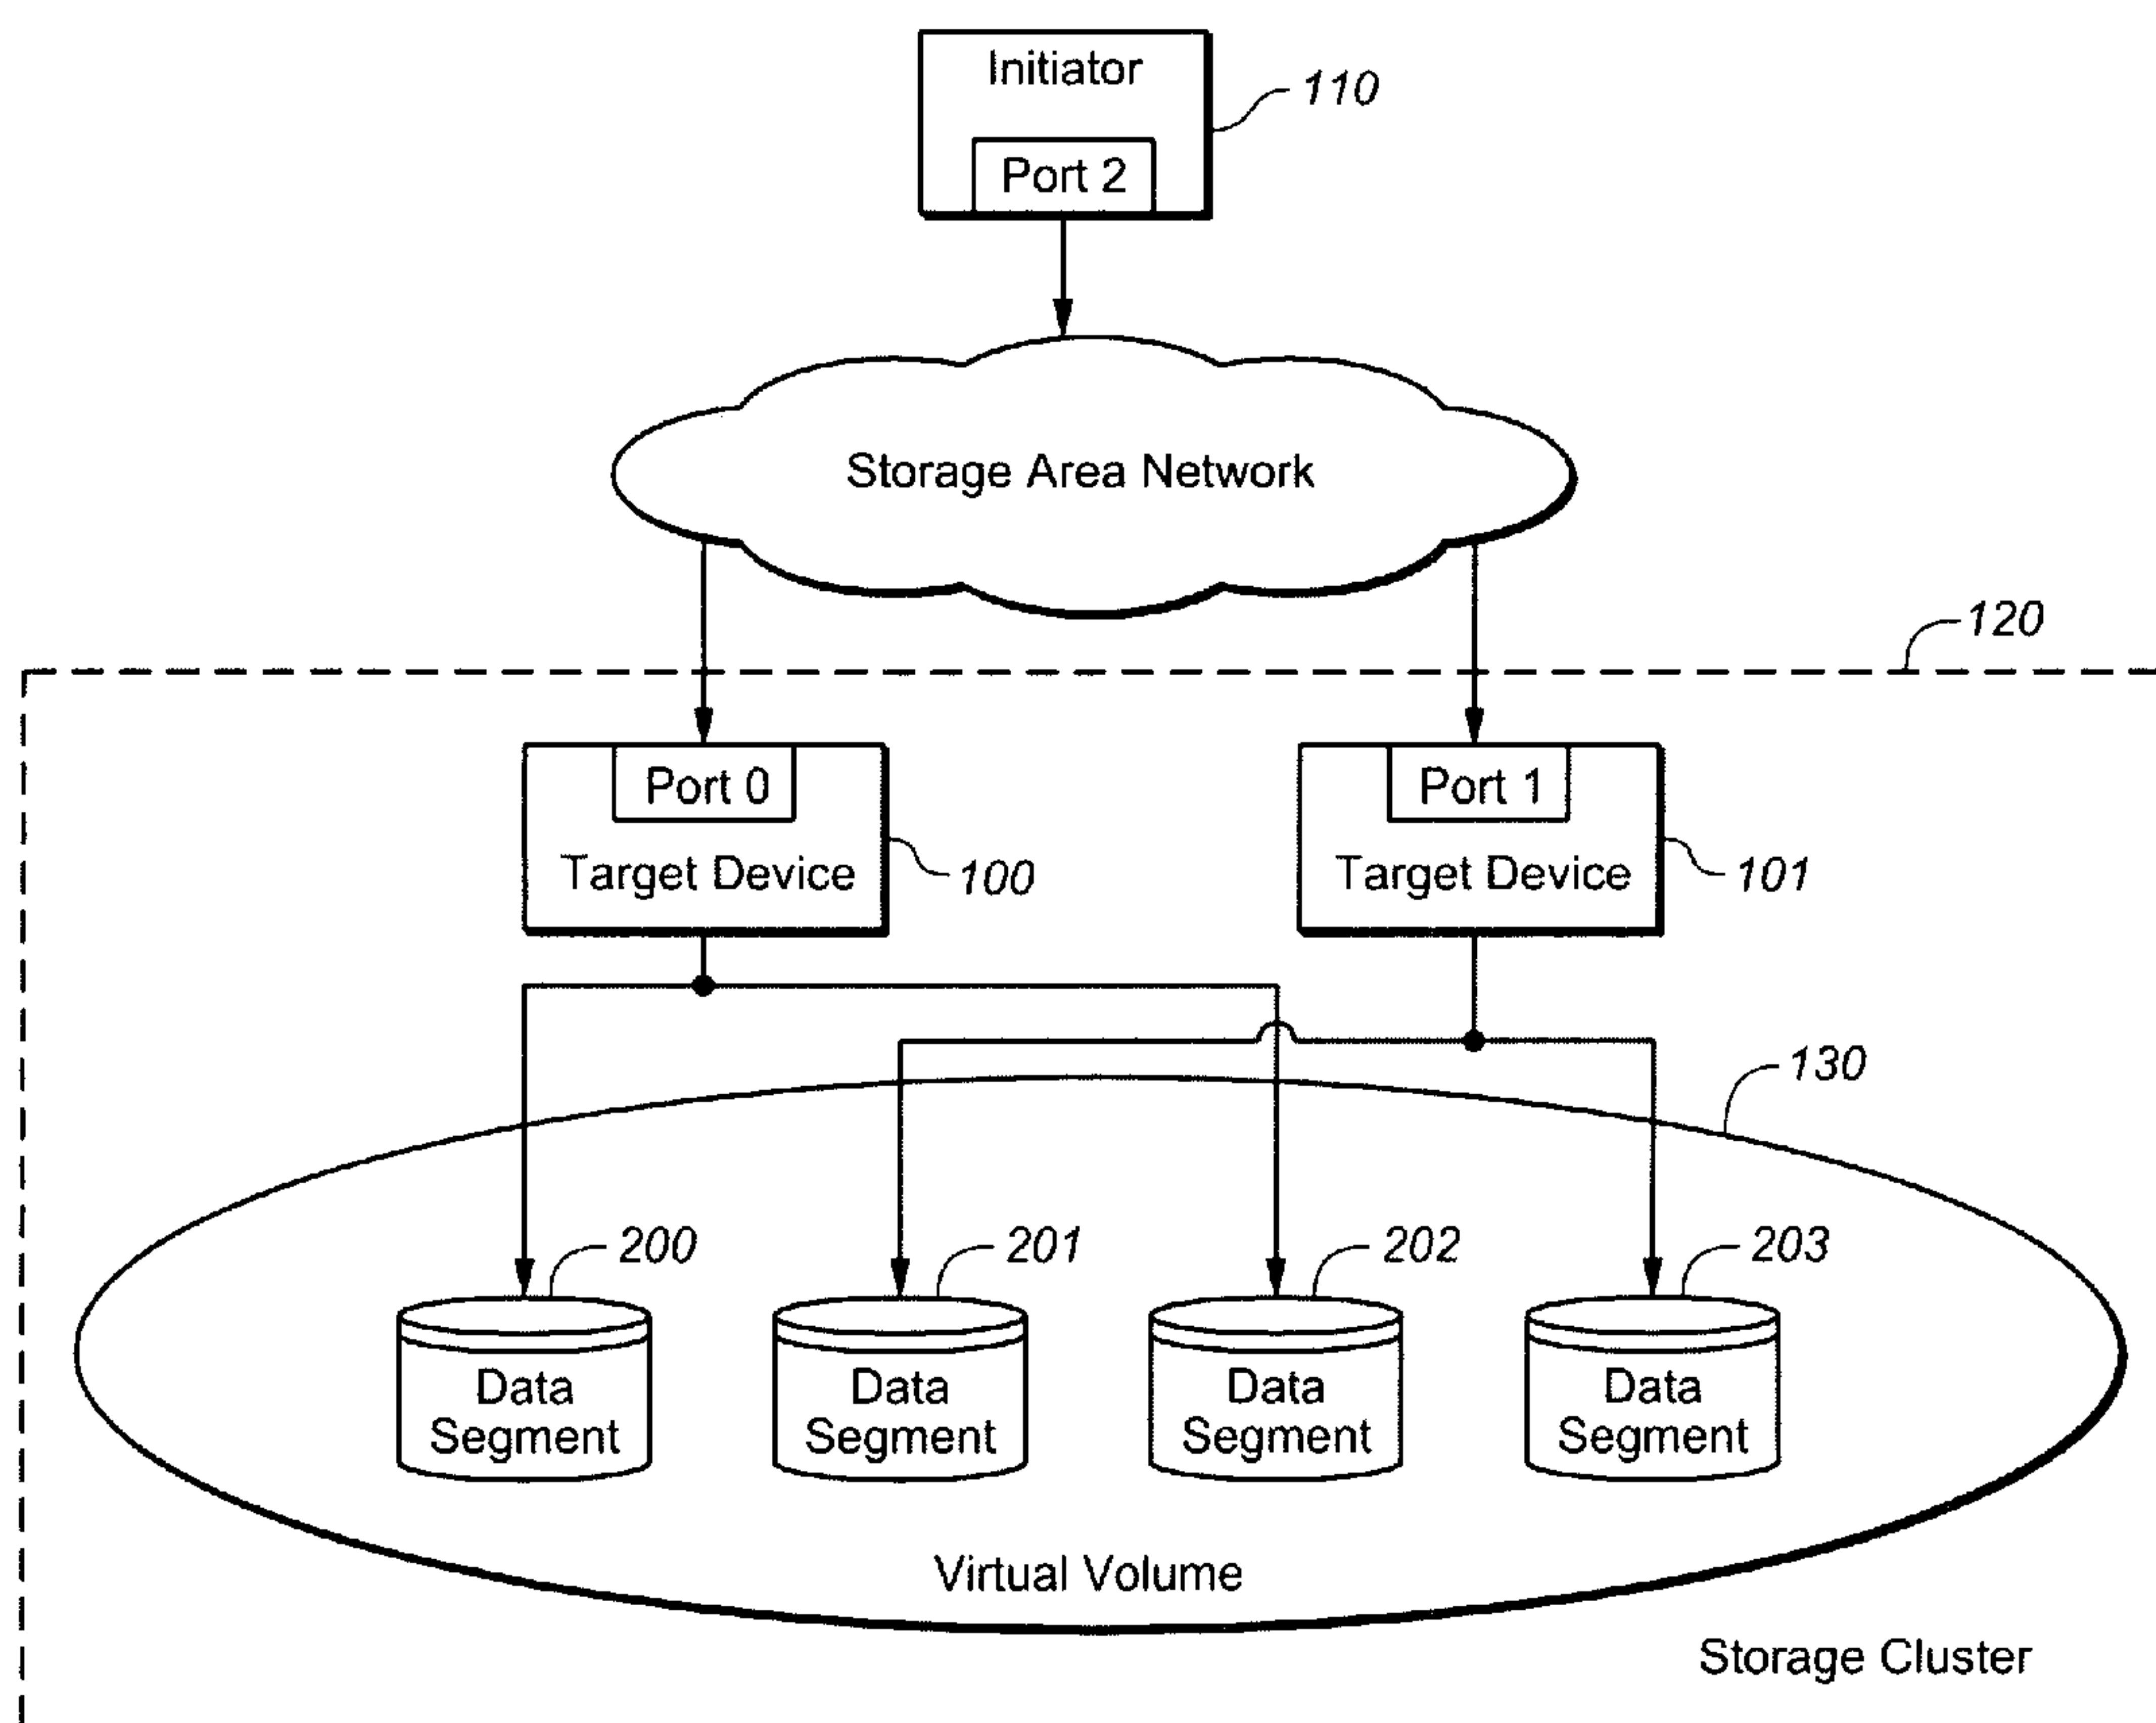 Initiator
110
Port 2
Storage Area Network
120
Port 0
Port 1
Target Device
100
Target Device
101
130
200
201
202
203
Data
Segment
Data
Segment
Data
Segment
Data
Segment
Virtual Volume
Storage Cluster